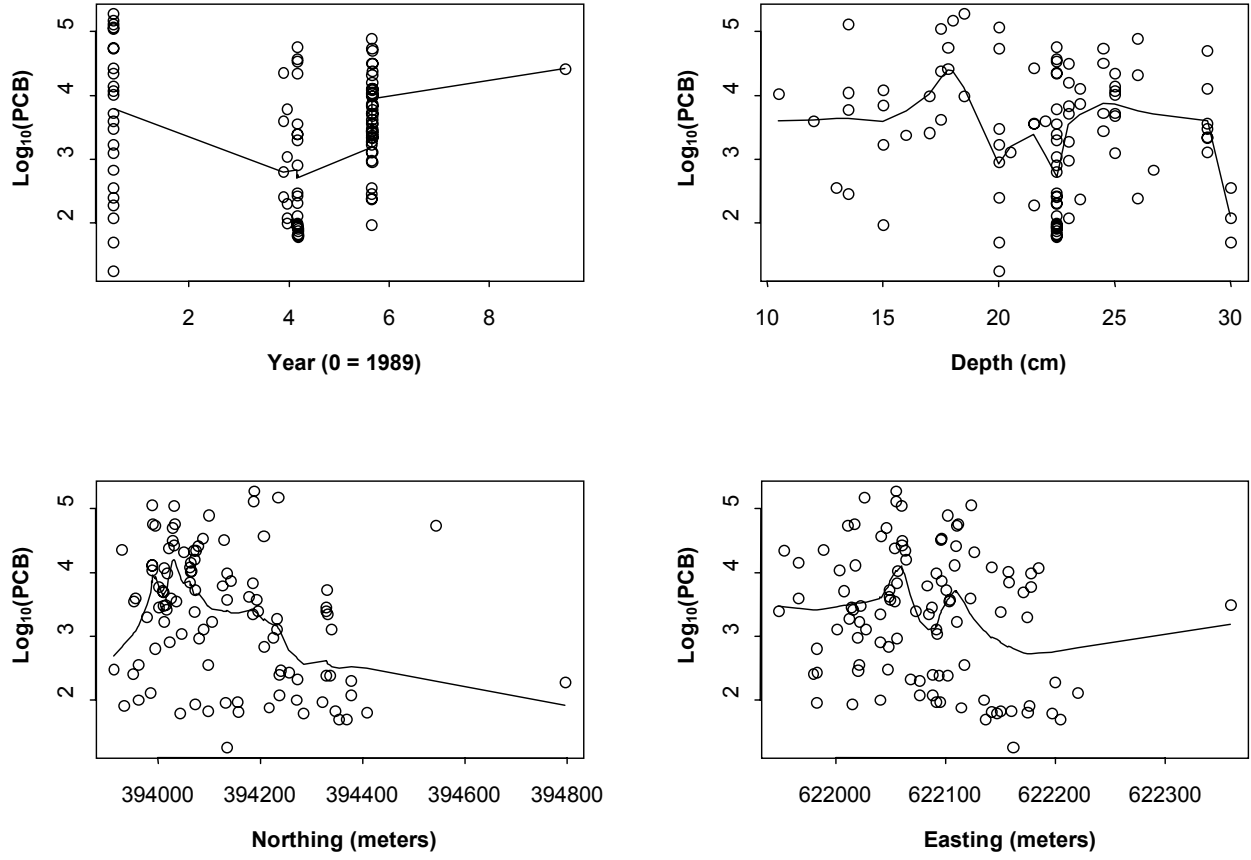 5
4
3
2
Log10(PCB)
2 4 6 8
Year (0 = 1989)
5
4
3
2
Log10(PCB)
10 15 20 25 30
Depth (cm)
5
4
3
2
Log10(PCB)
394000 394200 394400 394600 394800
Northing (meters)
5
4
3
2
Log10(PCB)
622000 622100 622200 622300
Easting (meters)